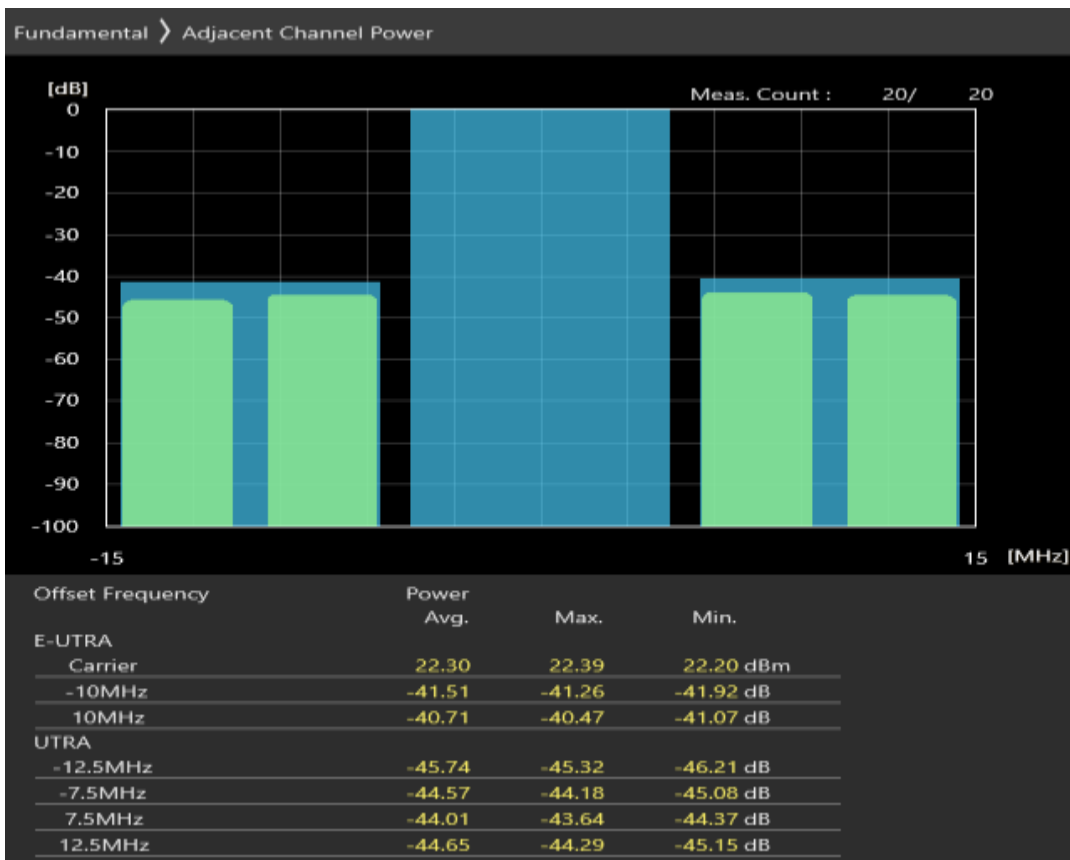 Fundamental 〉 Adjacent Channel Power
[dB]
Meas. Count : 20/ 20
0
-10
-20
-30
-40
-50
-60
-70
-80
-90
-100
-15 15 [MHz]
Offset Frequency Power
Avg. Max. Min.
E-UTRA
Carrier 22.30 22.39 22.20 dBm
-10MHz -41.51 -41.26 -41.92 dB
10MHz -40.71 -40.47 -41.07 dB
UTRA
-12.5MHz -45.74 -45.32 -46.21 dB
-7.5MHz -44.57 -44.18 -45.08 dB
7.5MHz -44.01 -43.64 -44.37 dB
12.5MHz -44.65 -44.29 -45.15 dB